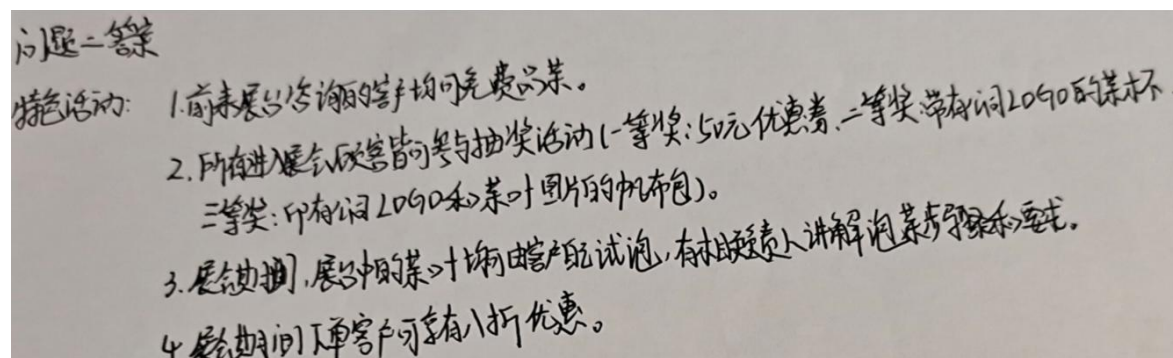 问题二答案
特色活动: 1.前来展台咨询的客户均可免费品茶。
2.所有进入展会顾客皆可参与抽奖活动(一等奖:50元优惠券、二等奖:带有公司LOGO的茶杯
三等奖:印有公司LOGO和茶叶图片的帆布包)。
3.展会期间,展台中的茶叶均可由客户自主试泡,有相关负责人讲解泡茶步骤和要求。
4.展会期间下单客户可享有八折优惠。